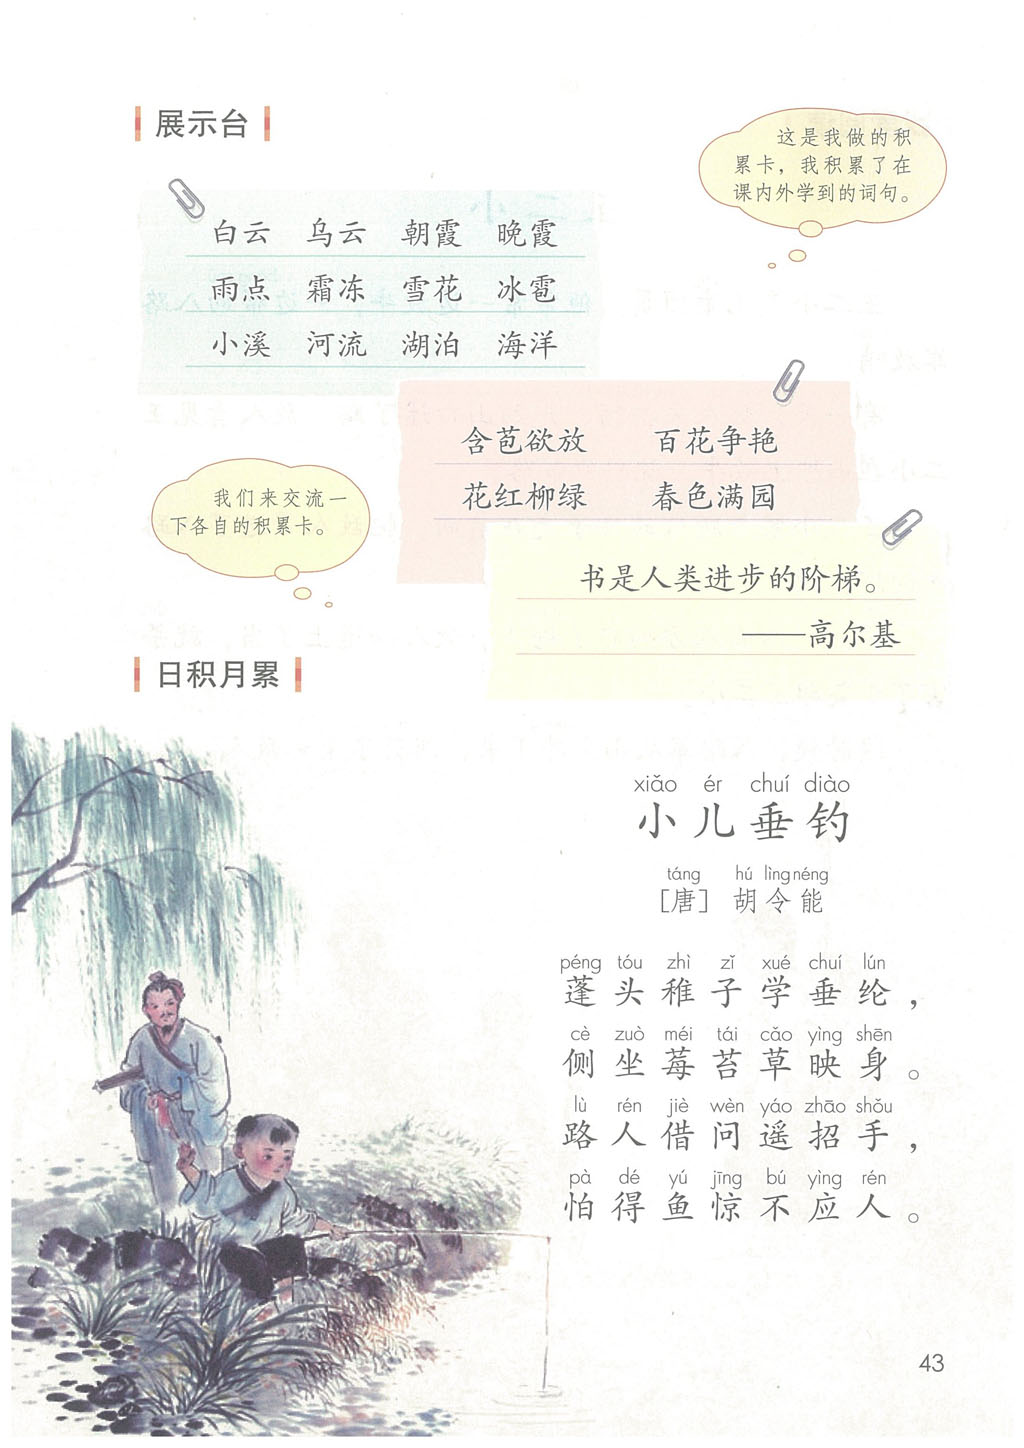 展示台
这是我做的积
累卡，我积累了在
课内外学到的词句。
白云 乌云 朝霞 晚霞
雨点 霜冻 雪花 冰雹
小溪 河流 湖泊 海洋
含苞欲放 百花争艳
花红柳绿 春色满园
我们来交流一
下各自的积累卡。
书是人类进步的阶梯。
——高尔基
日积月累
xiǎo ér chuí diào
小儿垂钓
táng hú lìng néng
［唐］ 胡令能
péng tóu zhì zǐ xué chuí lún
蓬头稚子学垂纶，
cè zuò méi tái cǎo yìng shēn
侧坐莓苔草映身。
lù rén jiè wèn yáo zhāo shǒu
路人借问遥招手，
pà dé yú jīng bú yìng rén
怕得鱼惊不应人。
43